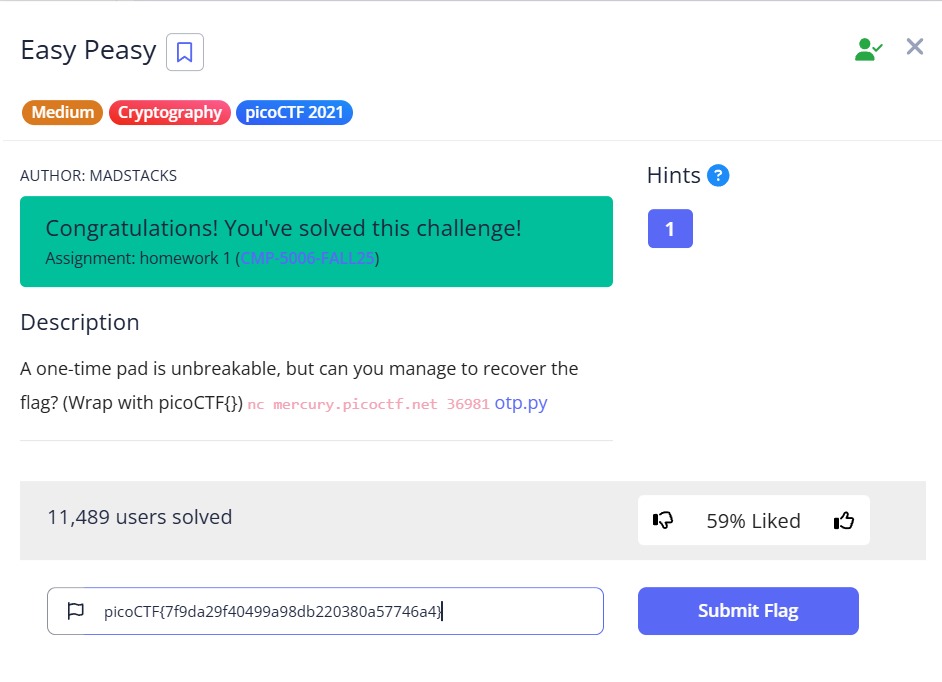 Easy Peasy
Medium Cryptography picoCTF 2021
AUTHOR: MADSTACKS
Hints ?
Congratulations! You've solved this challenge!
Assignment: homework 1 (CMP-5006-FALL25)
1
Description
A one-time pad is unbreakable, but can you manage to recover the
flag? (Wrap with picoCTF{}) nc mercury.picoctf.net 36981 otp.py
11,489 users solved
59% Liked
picoCTF{7f9da29f40499a98db220380a57746a4}
Submit Flag